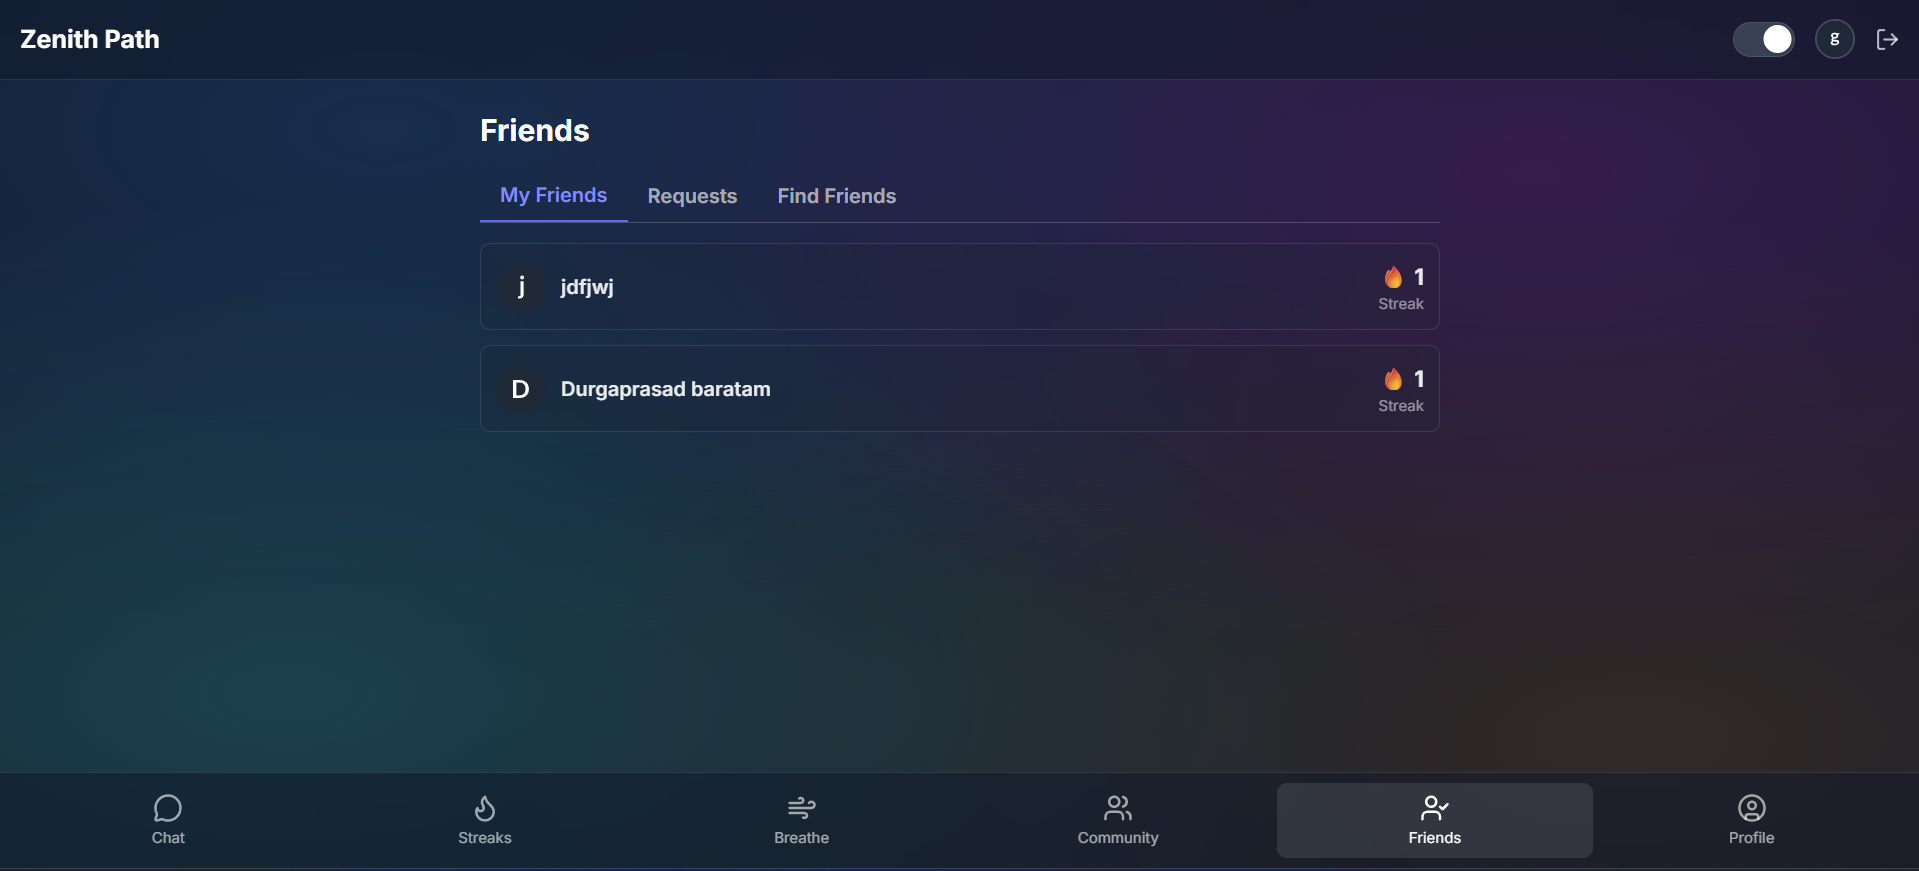 Zenith Path
g
Friends
My Friends Requests Find Friends
j jdfjwj 1
Streak
D Durgaprasad baratam 1
Streak
Chat Streaks Breathe Community Friends Profile